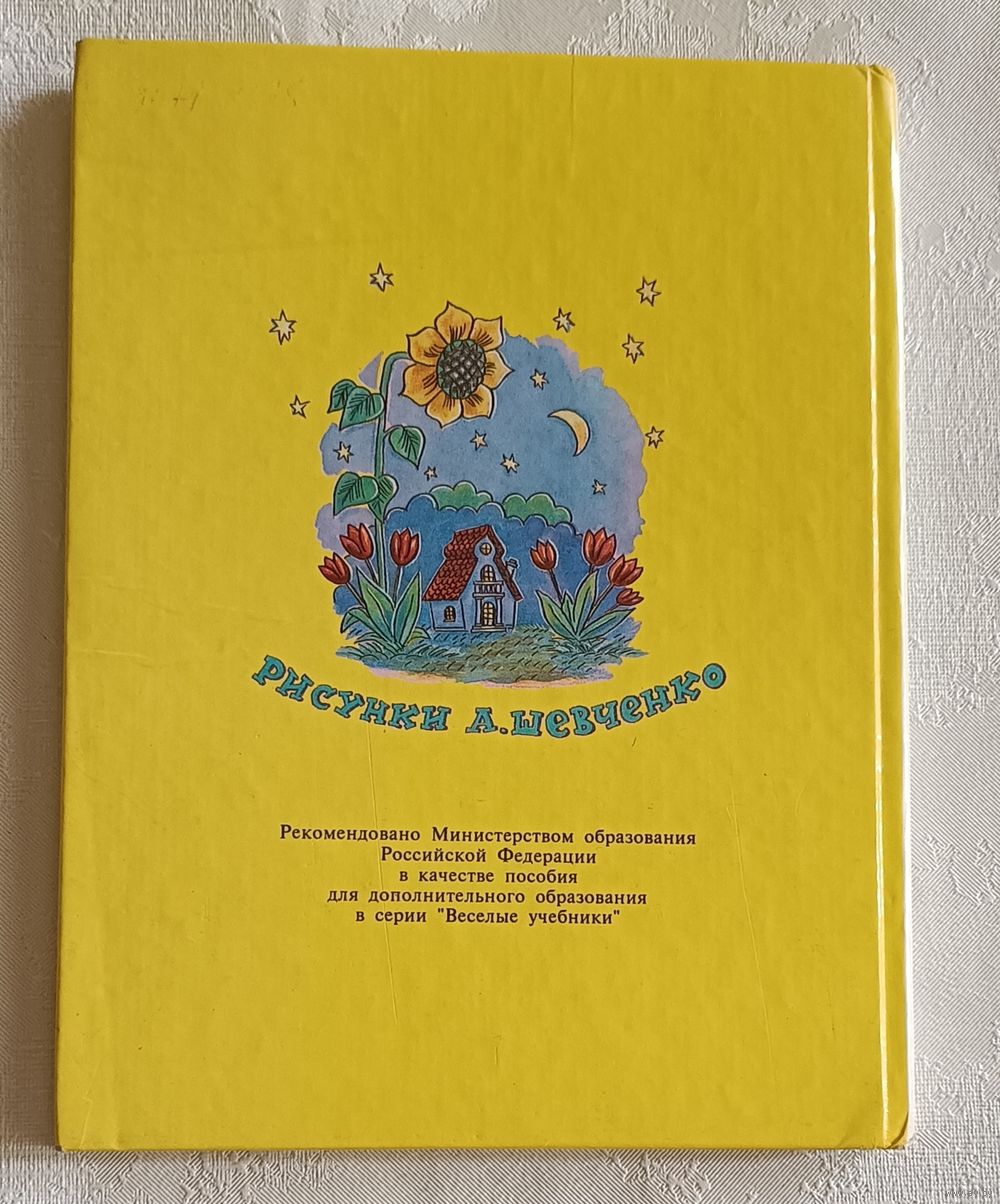 РИСУНКИ А.ШЕВЧЕНКО
Рекомендовано Министерством образования
Российской Федерации
в качестве пособия
для дополнительного образования
в серии "Веселые учебники"